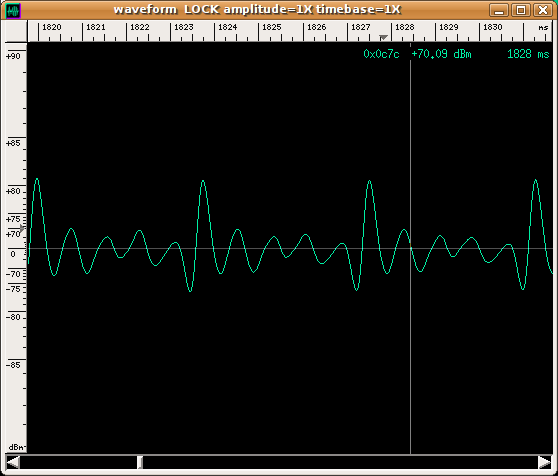 waveform LOCK amplitude=1X timebase=1X
1820 1821 1822 1823 1824 1825 1826 1827 1828 1829 1830 ms
+90 0x0c7c +70.09 dBm 1828 ms
+85
+80
+75
+70
0
-70
-75
-80
-85
dBm